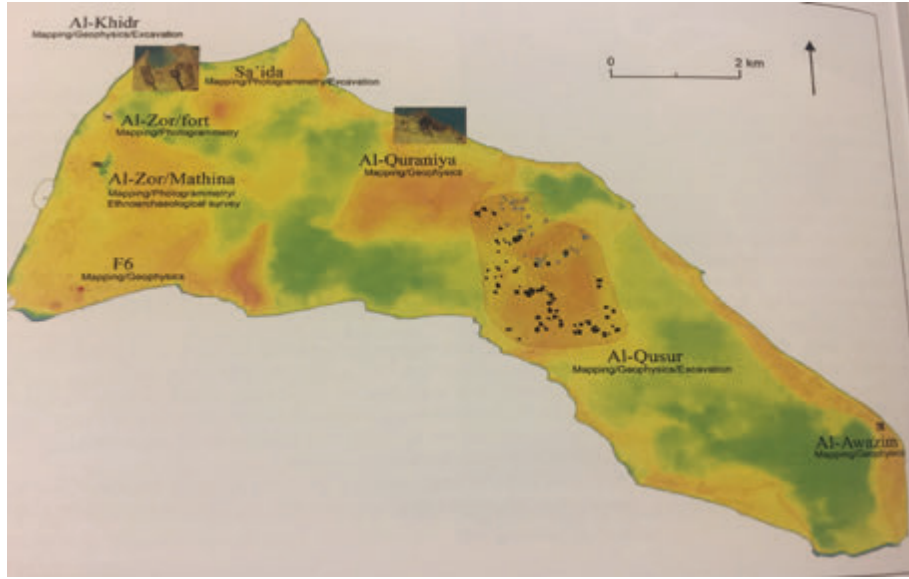 Al-Khidr
Mapping/Geophysics/Excavation
Sa'ida
Mapping/Photogrammetry/Excavation
0
2 km
Al-Zor/fort
Mapping/Photogrammetry
Al-Quraniya
Mapping/Geophysics
Al-Zor/Mathina
Mapping/Photogrammetry/
Ethnoarchaeological survey
F6
Mapping/Geophysics
Al-Qusur
Mapping/Geophysics/Excavation
Al-Awazim
Mapping/Geophysics